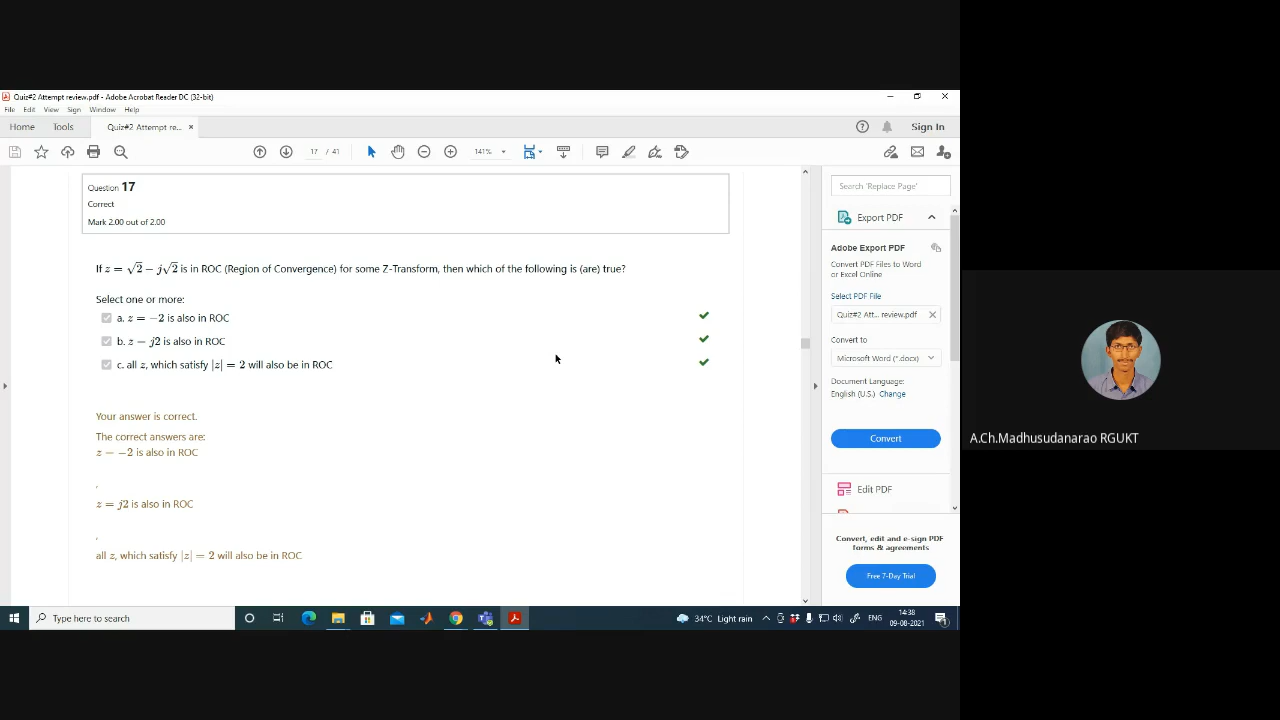 Quiz#2 Attempt review.pdf - Adobe Acrobat Reader DC (32-bit)
File Edit View Sign Window Help
Home Tools Quiz#2 Attempt re... × Sign In
17 / 41 141%
Question 17
Correct
Mark 2.00 out of 2.00
If z = √2 − j√2 is in ROC (Region of Convergence) for some Z-Transform, then which of the following is (are) true?
Select one or more:
a. z = −2 is also in ROC
b. z = j2 is also in ROC
c. all z, which satisfy |z| = 2 will also be in ROC
Your answer is correct.
The correct answers are:
z = −2 is also in ROC
,
z = j2 is also in ROC
,
all z, which satisfy |z| = 2 will also be in ROC
Search 'Replace Page'
Export PDF
Adobe Export PDF
Convert PDF Files to Word
or Excel Online
Select PDF File
Quiz#2 Att... review.pdf
Convert to
Microsoft Word (*.docx)
Document Language:
English (U.S.) Change
Convert
Edit PDF
Convert, edit and e-sign PDF
forms & agreements
Free 7-Day Trial
A.Ch.Madhusudanarao RGUKT
Type here to search
34°C Light rain
ENG
14:38
09-08-2021